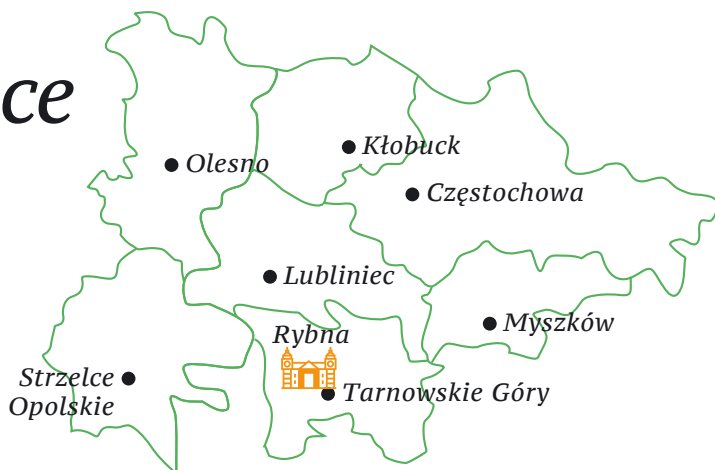 ce
Kłobuck
Olesno
Częstochowa
Lubliniec
Myszków
Rybna
Strzelce
Opolskie
Tarnowskie Góry